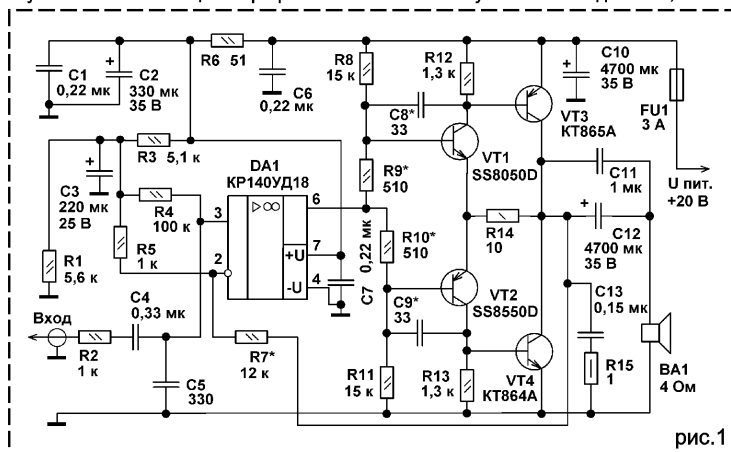 R6 51
C1
0,22 мк
+
C2
330 мк
35 В
C6
0,22 мк
R8
15 к
R12
1,3 к
+
C10
4700 мк
35 В
FU1
3 А
C8*
33
VT3
КТ865А
R3 5,1 к
DA1
КР140УД18
VT1
SS8050D
U пит.
+20 В
+
C3
220 мк
25 В
R4
100 к
R9*
510
C11
1 мк
3
▷∞
6
0,22 мк
R14
10
+
R5
1 к
R10*
510
C12
4700 мк
35 В
2
+U
7
-U
4
R1
5,6 к
C7
VT2
SS8550D
C4
0,33 мк
C9*
33
C13
0,15 мк
Вход
R2
1 к
R7*
12 к
C5
330
R11
15 к
R13
1,3 к
VT4
КТ864А
R15
1
BA1
4 Ом
рис.1